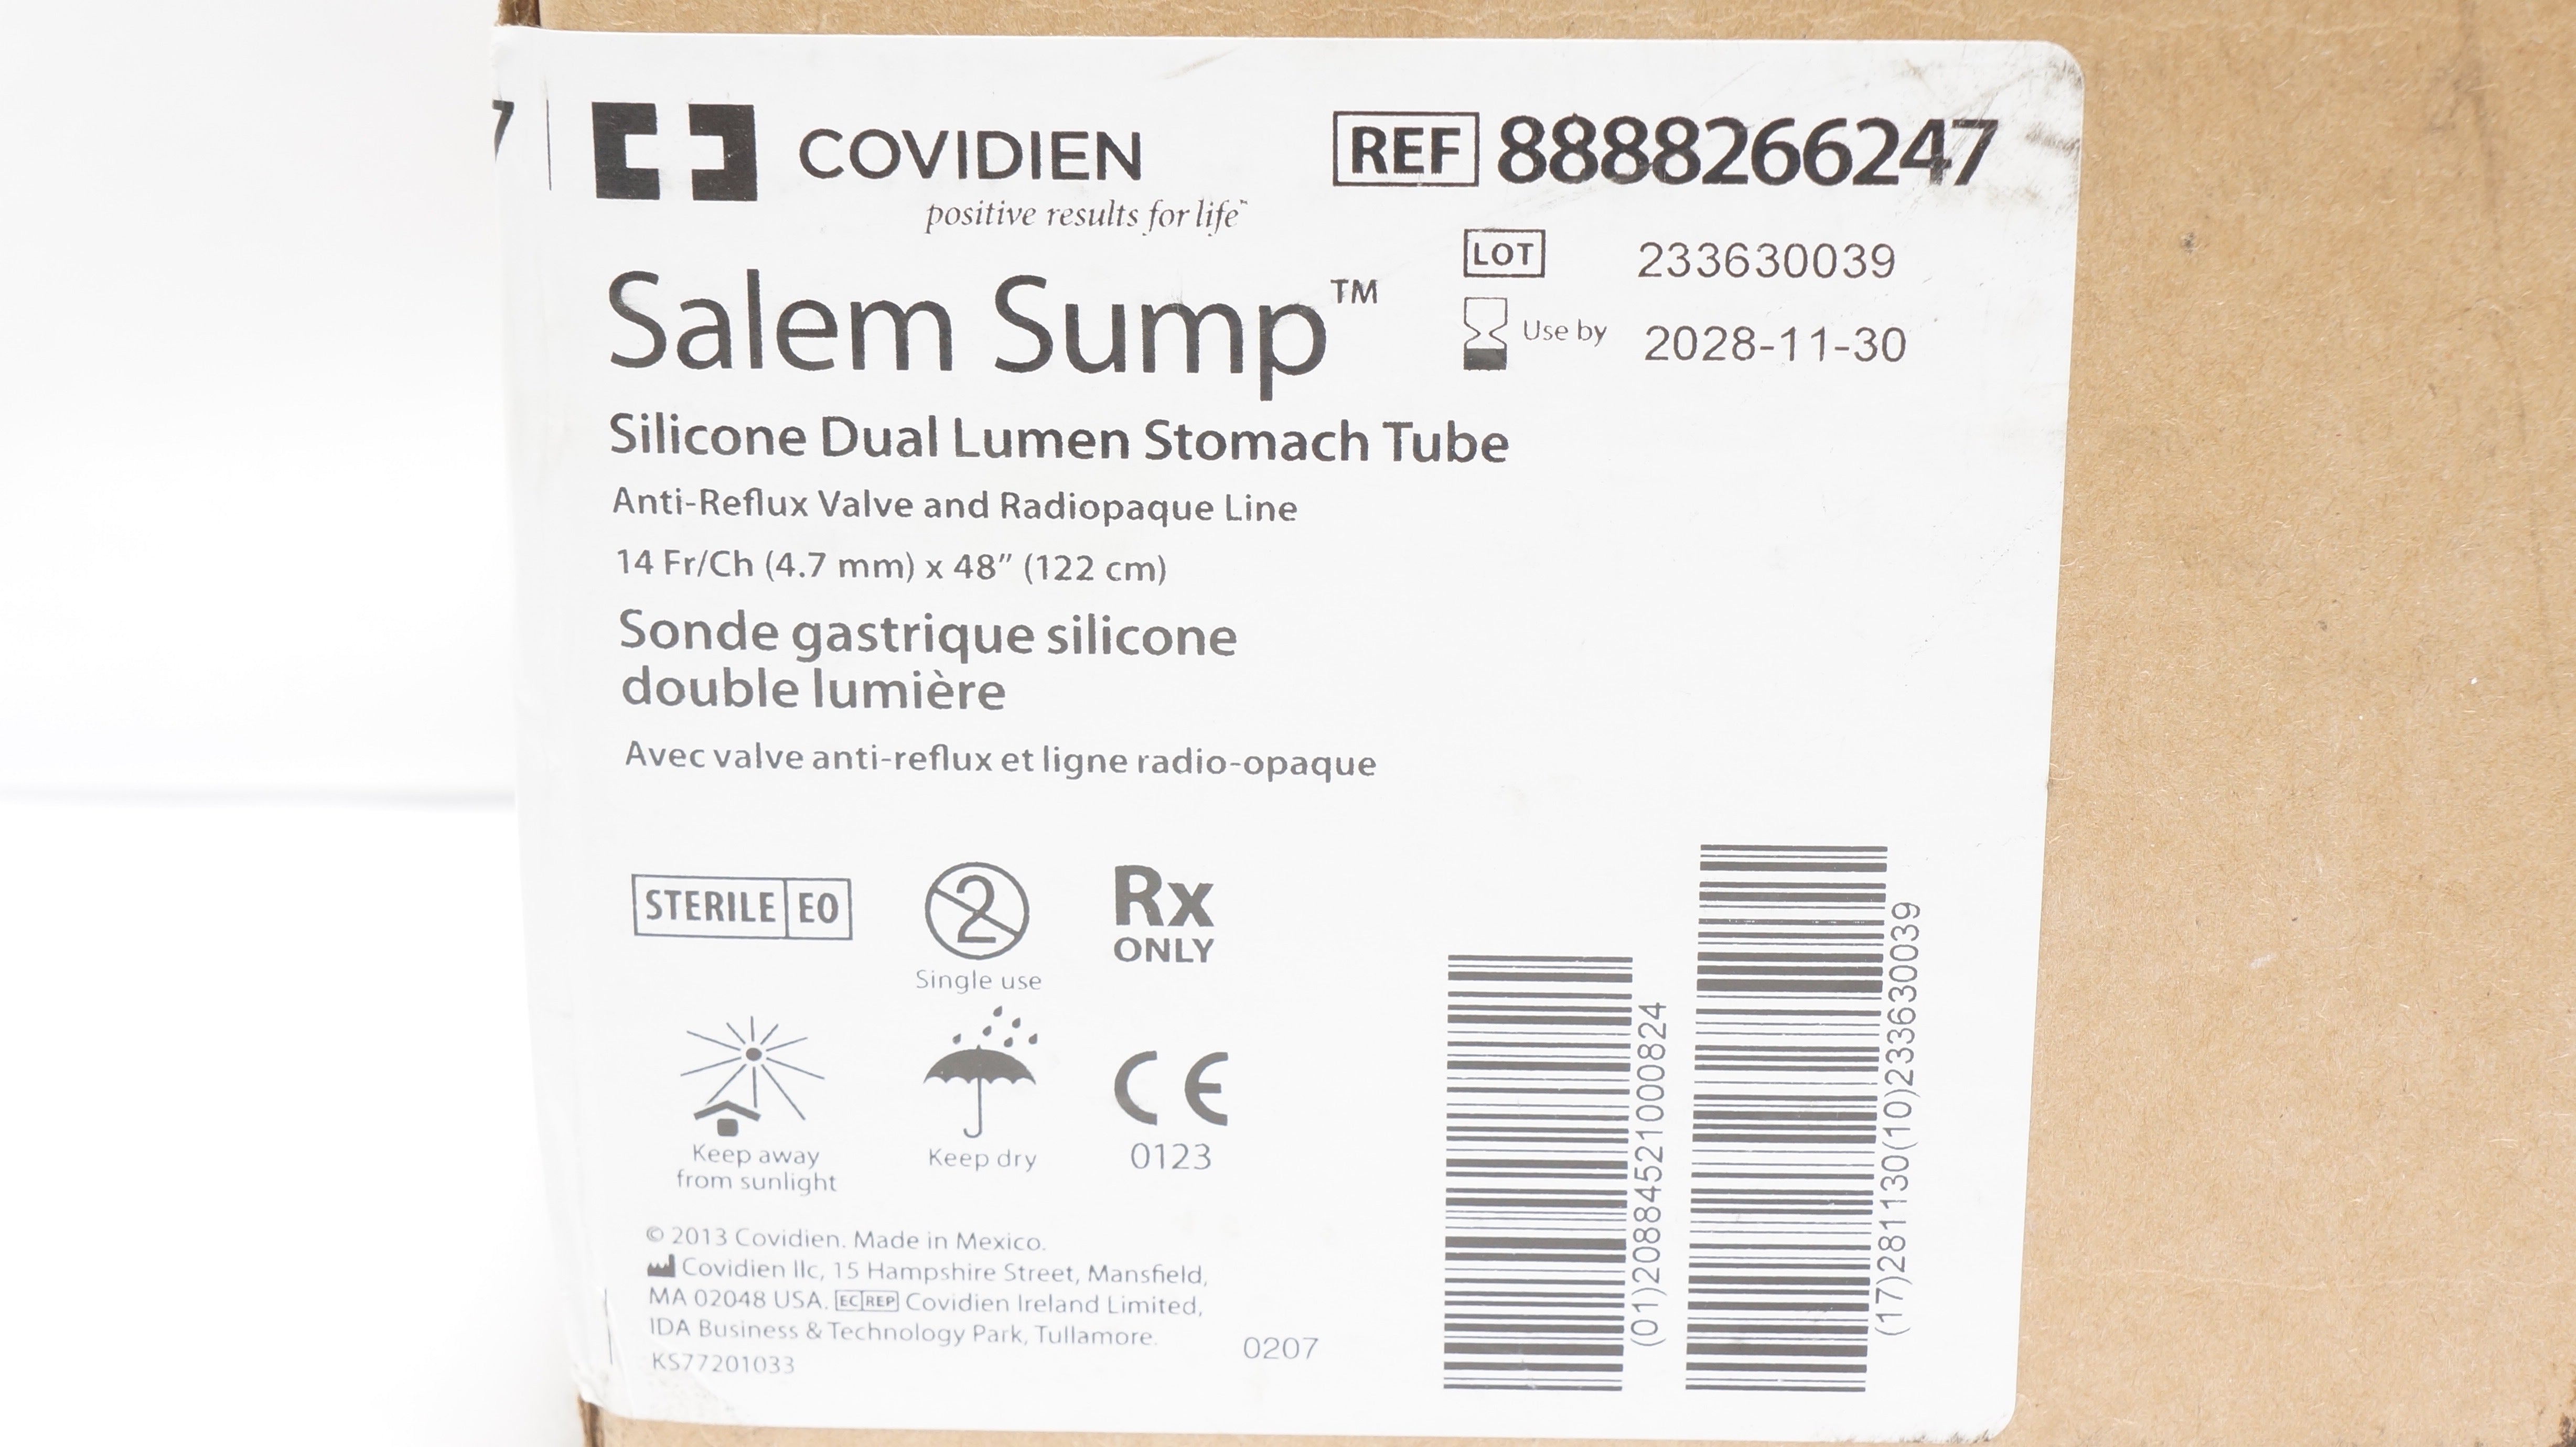 7
COVIDIEN
positive results for life™
REF 8888266247
LOT 233630039
Use by 2028-11-30
Salem Sump™
Silicone Dual Lumen Stomach Tube
Anti-Reflux Valve and Radiopaque Line
14 Fr/Ch (4.7 mm) x 48" (122 cm)
Sonde gastrique silicone
double lumière
Avec valve anti-reflux et ligne radio-opaque
STERILE EO
2
Single use
Rx
ONLY
Keep away
from sunlight
Keep dry
CE
0123
© 2013 Covidien. Made in Mexico.
Covidien llc, 15 Hampshire Street, Mansfield,
MA 02048 USA. EC REP Covidien Ireland Limited,
IDA Business & Technology Park, Tullamore.
KS77201033
0207
(01)20884521000824
(17)281130(10)233630039